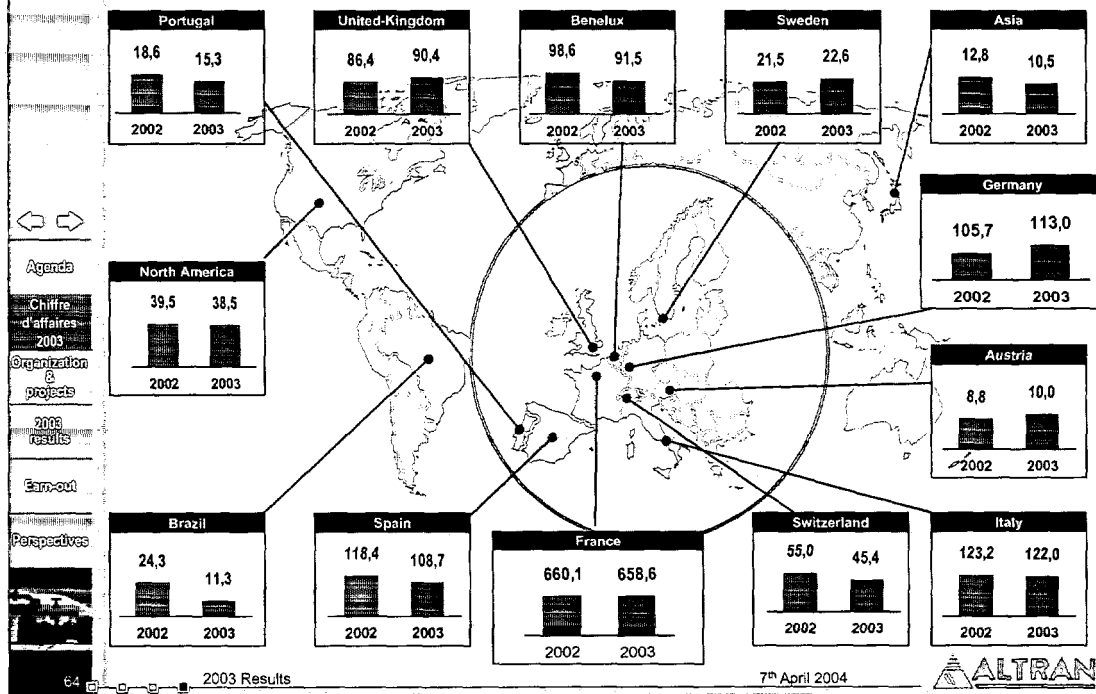 Portugal
18,6 15,3
2002 2003
United-Kingdom
86,4 90,4
2002 2003
Benelux
98,6 91,5
2002 2003
Sweden
21,5 22,6
2002 2003
Asia
12,8 10,5
2002 2003
Germany
105,7 113,0
2002 2003
North America
39,5 38,5
2002 2003
Austria
8,8 10,0
2002 2003
Brazil
24,3 11,3
2002 2003
Spain
118,4 108,7
2002 2003
France
660,1 658,6
2002 2003
Switzerland
55,0 45,4
2002 2003
Italy
123,2 122,0
2002 2003
Agenda
Chiffre
d'affaires
2003
Organization
&
projects
2003
results
Earn-out
Perspectives
64
2003 Results
7th April 2004
ALTRAN